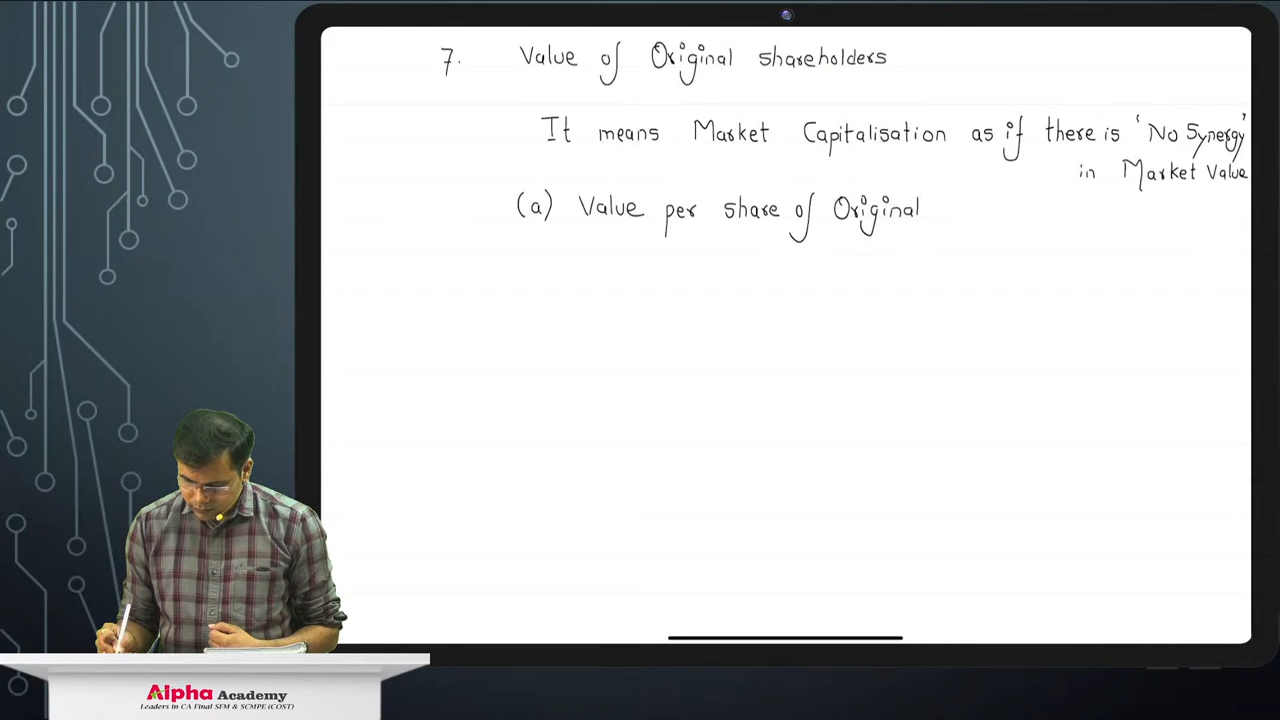 7. Value of Original shareholders
It means Market Capitalisation as if there is 'No Synergy'
in Market Value
(a) Value per share of Original
Alpha Academy
Leaders in CA Final SFM & SCMPE (COST)